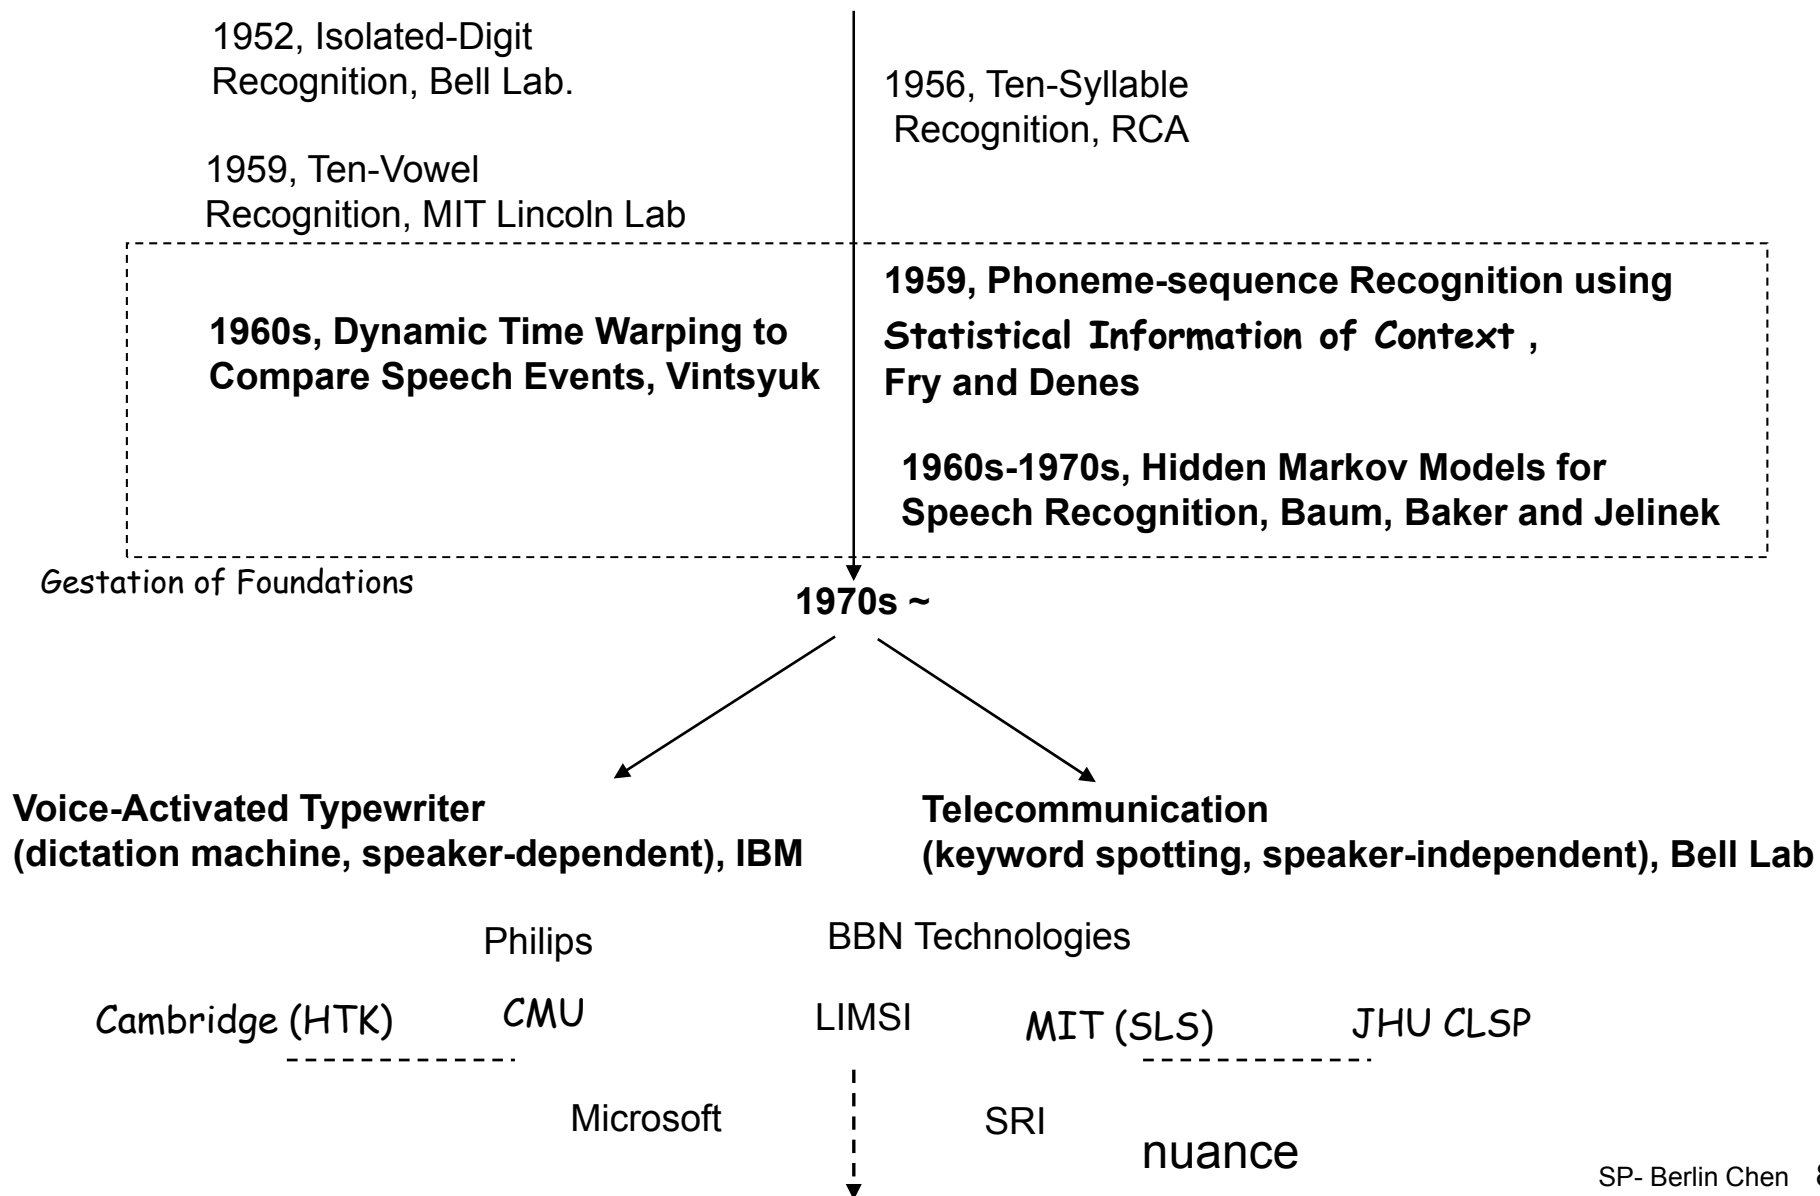 1952, Isolated-Digit
Recognition, Bell Lab.
1956, Ten-Syllable
Recognition, RCA
1959, Ten-Vowel
Recognition, MIT Lincoln Lab
1959, Phoneme-sequence Recognition using
Statistical Information of Context ,
Fry and Denes
1960s, Dynamic Time Warping to
Compare Speech Events, Vintsyuk
1960s-1970s, Hidden Markov Models for
Speech Recognition, Baum, Baker and Jelinek
Gestation of Foundations
1970s ~
Voice-Activated Typewriter
(dictation machine, speaker-dependent), IBM
Telecommunication
(keyword spotting, speaker-independent), Bell Lab
Philips
BBN Technologies
Cambridge (HTK)
CMU
LIMSI
MIT (SLS)
JHU CLSP
Microsoft
SRI
nuance
SP- Berlin Chen